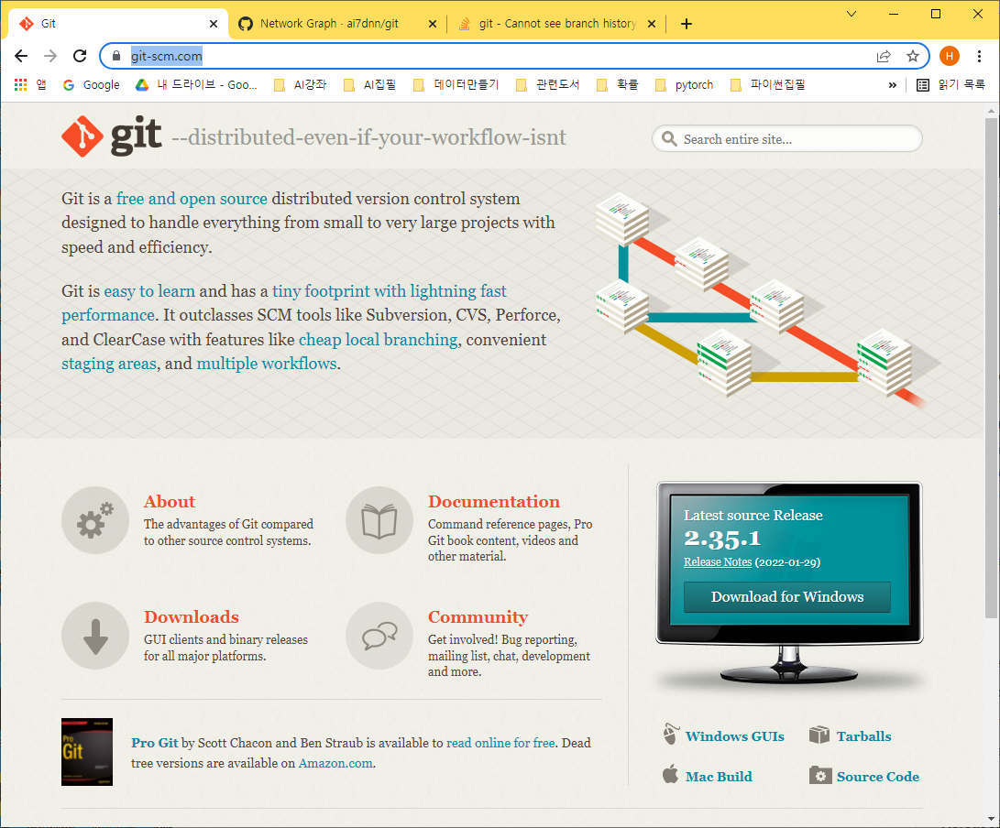 Git
Network Graph · ai7dnn/git
git - Cannot see branch history
git-scm.com
H
앱
Google
내 드라이브 - Goo...
AI강좌
AI집필
데이터만들기
관련도서
확률
pytorch
파이썬집필
»
읽기 목록
git --distributed-even-if-your-workflow-isnt
Search entire site...
Git is a free and open source distributed version control system
designed to handle everything from small to very large projects with
speed and efficiency.
Git is easy to learn and has a tiny footprint with lightning fast
performance. It outclasses SCM tools like Subversion, CVS, Perforce,
and ClearCase with features like cheap local branching, convenient
staging areas, and multiple workflows.
About
The advantages of Git compared
to other source control systems.
Documentation
Command reference pages, Pro
Git book content, videos and
other material.
Downloads
GUI clients and binary releases
for all major platforms.
Community
Get involved! Bug reporting,
mailing list, chat, development
and more.
Latest source Release
2.35.1
Release Notes (2022-01-29)
Download for Windows
Pro
Git
Pro Git by Scott Chacon and Ben Straub is available to read online for free. Dead
tree versions are available on Amazon.com.
Windows GUIs
Tarballs
Mac Build
Source Code